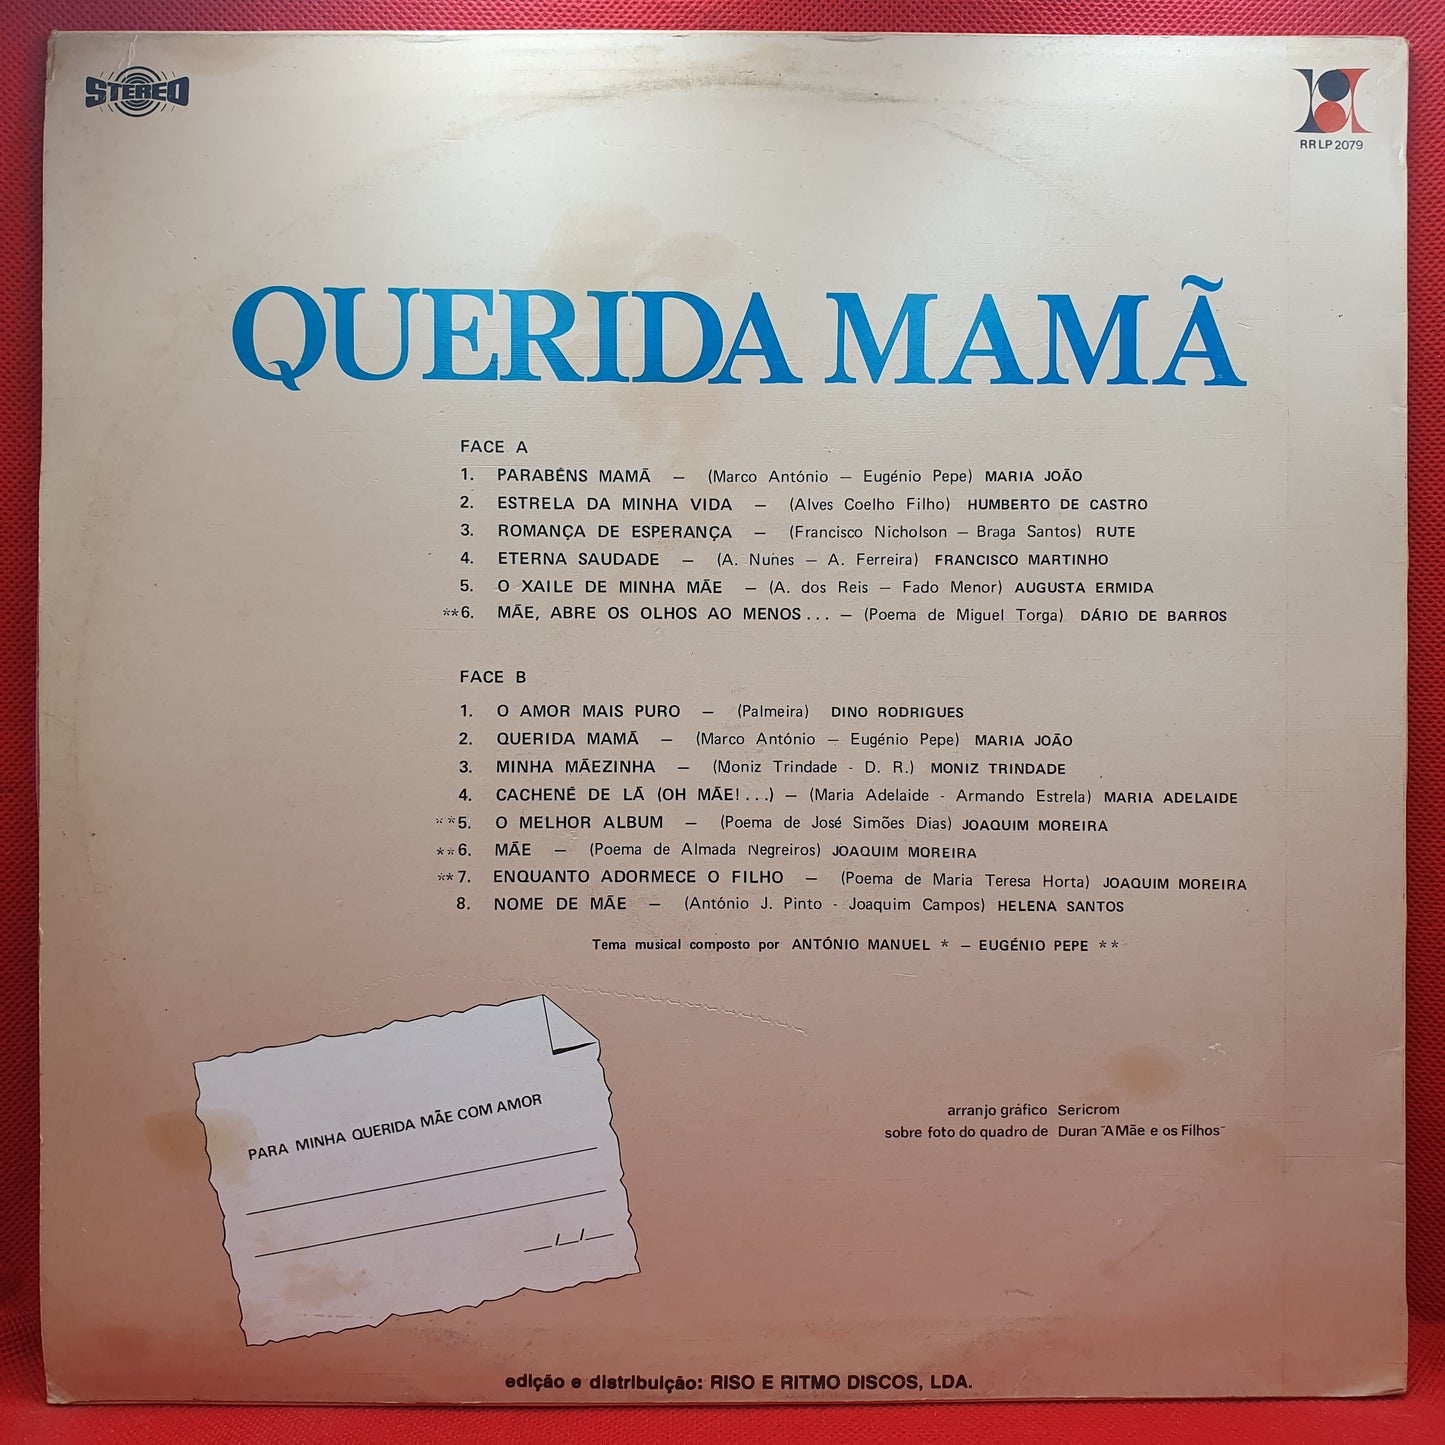 STEREO
RR LP 2079
QUERIDA MAMÃ
FACE A
1. PARABÉNS MAMÃ — (Marco António — Eugénio Pepe) MARIA JOÃO
2. ESTRELA DA MINHA VIDA — (Alves Coelho Filho) HUMBERTO DE CASTRO
3. ROMANÇA DE ESPERANÇA — (Francisco Nicholson — Braga Santos) RUTE
4. ETERNA SAUDADE — (A. Nunes — A. Ferreira) FRANCISCO MARTINHO
5. O XAILE DE MINHA MÃE — (A. dos Reis — Fado Menor) AUGUSTA ERMIDA
**6. MÃE, ABRE OS OLHOS AO MENOS... — (Poema de Miguel Torga) DÁRIO DE BARROS
FACE B
1. O AMOR MAIS PURO — (Palmeira) DINO RODRIGUES
2. QUERIDA MAMÃ — (Marco António — Eugénio Pepe) MARIA JOÃO
3. MINHA MÃEZINHA — (Moniz Trindade - D. R.) MONIZ TRINDADE
4. CACHENÉ DE LÃ (OH MÃE!...) — (Maria Adelaide - Armando Estrela) MARIA ADELAIDE
**5. O MELHOR ALBUM — (Poema de José Simões Dias) JOAQUIM MOREIRA
**6. MÃE — (Poema de Almada Negreiros) JOAQUIM MOREIRA
**7. ENQUANTO ADORMECE O FILHO — (Poema de Maria Teresa Horta) JOAQUIM MOREIRA
8. NOME DE MÃE — (António J. Pinto - Joaquim Campos) HELENA SANTOS
Tema musical composto por ANTÓNIO MANUEL * — EUGÉNIO PEPE **
PARA MINHA QUERIDA MÃE COM AMOR
__/__/__
arranjo gráfico Sericrom
sobre foto do quadro de Duran "A Mãe e os Filhos"
edição e distribuição: RISO E RITMO DISCOS, LDA.